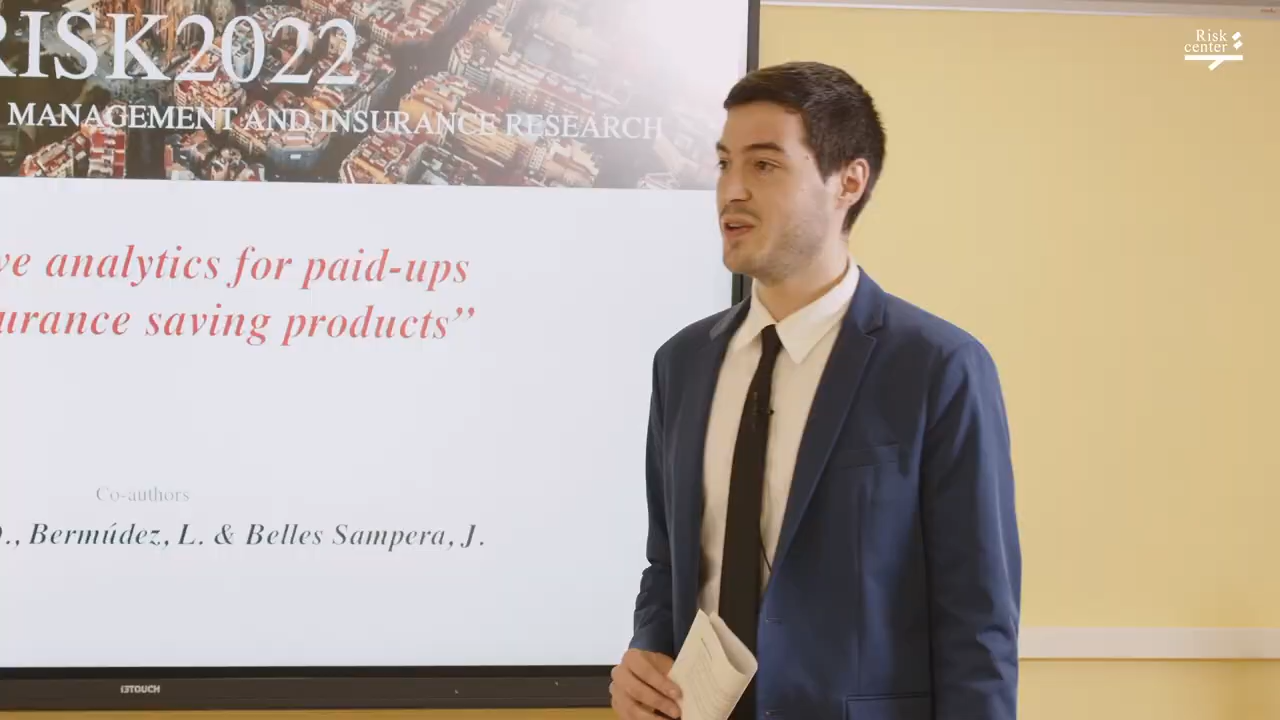 RISK2022
MANAGEMENT AND INSURANCE RESEARCH
ve analytics for paid-ups
urance saving products”
Co-authors
., Bermúdez, L. & Belles Sampera, J.
i3TOUCH
Risk
center